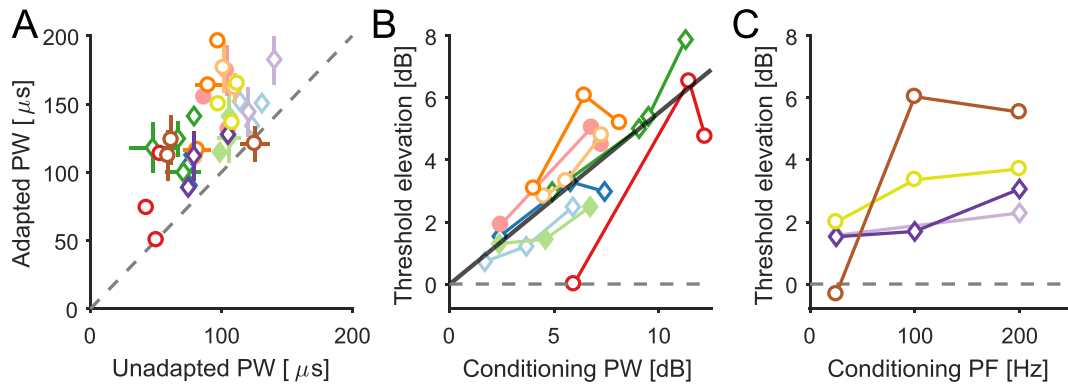 A
Adapted PW [ μs]
200
150
100
50
0
0
100
200
Unadapted PW [ μs]
B
Threshold elevation [dB]
8
6
4
2
0
0
5
10
Conditioning PW [dB]
C
Threshold elevation [dB]
8
6
4
2
0
0
100
200
Conditioning PF [Hz]